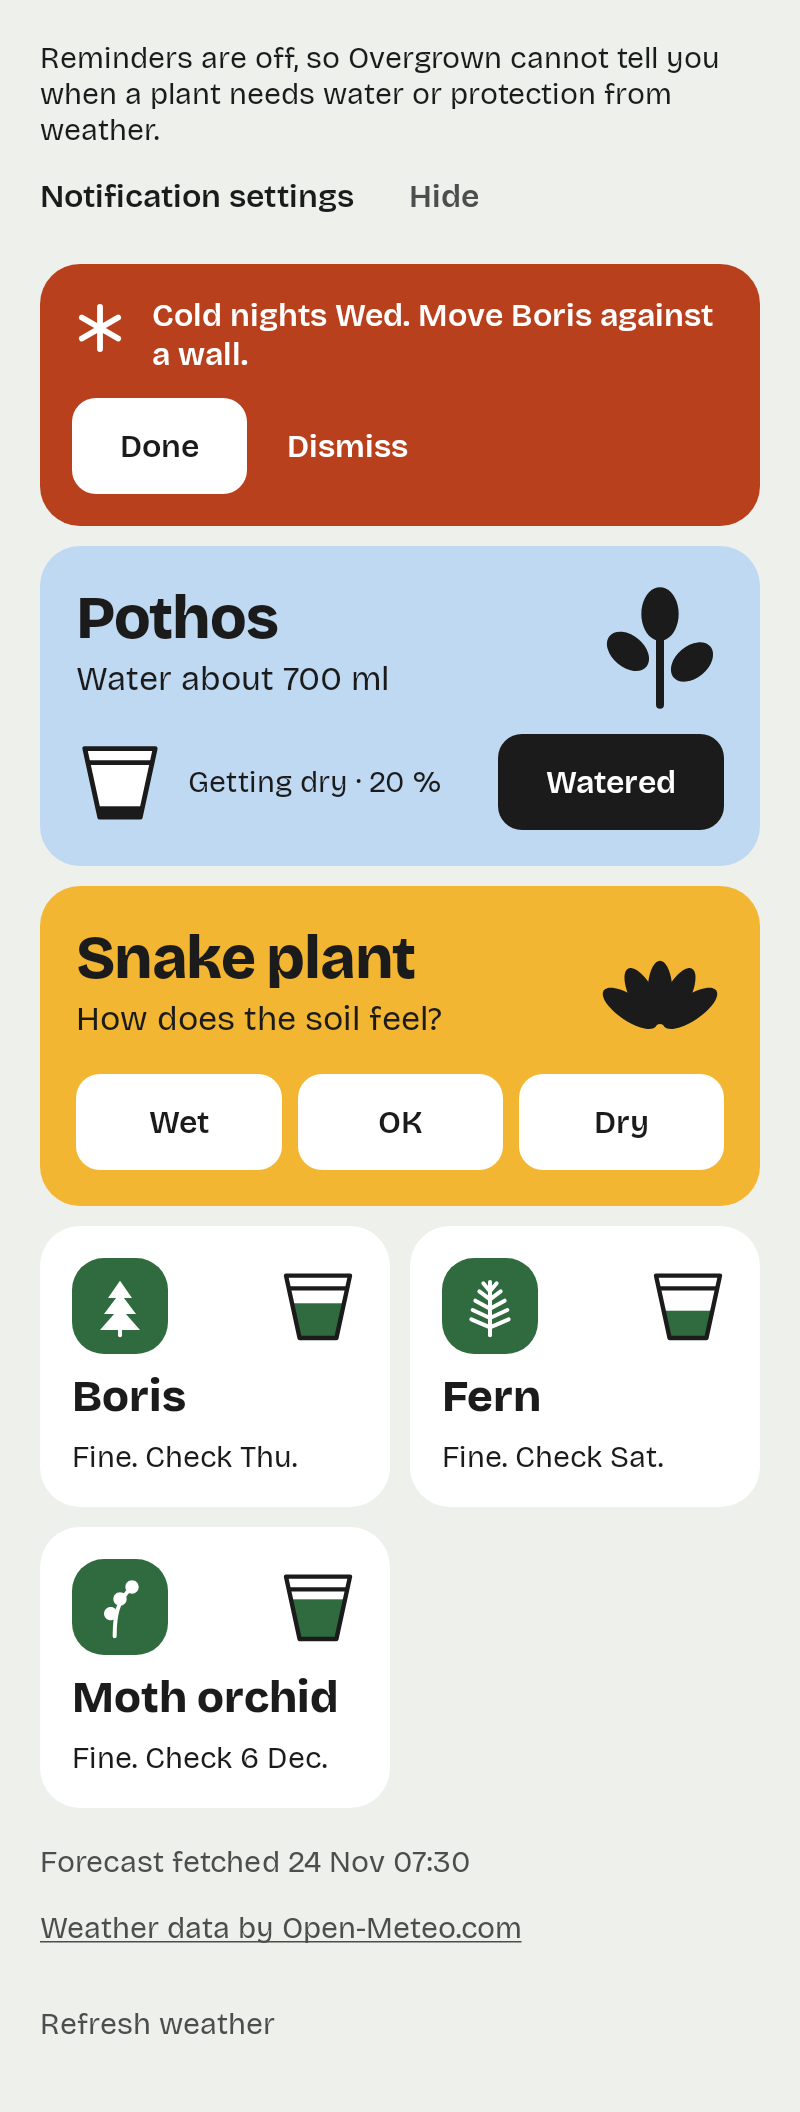 Reminders are off, so Overgrown cannot tell you
when a plant needs water or protection from
weather.
Notification settings
Hide
Cold nights Wed. Move Boris against
a wall.
Done
Dismiss
Pothos
Water about 700 ml
Getting dry · 20 %
Watered
Snake plant
How does the soil feel?
Wet
OK
Dry
Boris
Fine. Check Thu.
Fern
Fine. Check Sat.
Moth orchid
Fine. Check 6 Dec.
Forecast fetched 24 Nov 07:30
Weather data by Open-Meteo.com
Refresh weather